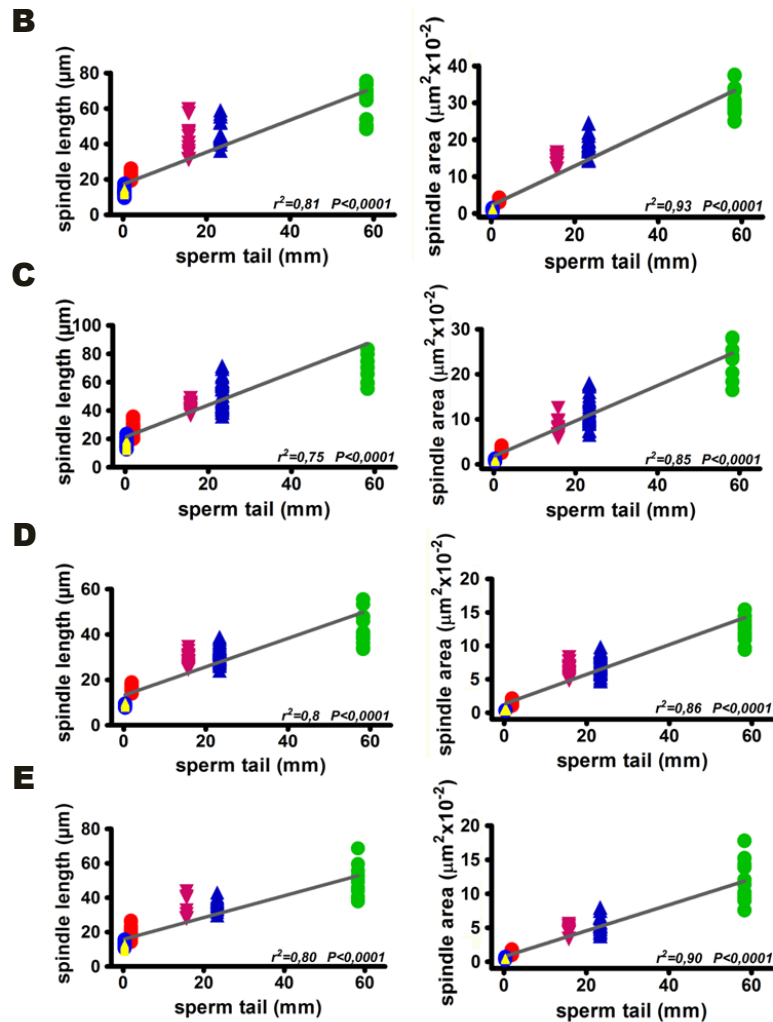 B
spindle length (µm)
80
60
40
20
0
r²=0,81 P<0,0001
0 20 40 60
sperm tail (mm)
spindle area (µm²x10⁻²)
40
30
20
10
0
r²=0,93 P<0,0001
0 20 40 60
sperm tail (mm)
C
spindle length (µm)
100
80
60
40
20
0
r²=0,75 P<0,0001
0 20 40 60
sperm tail (mm)
spindle area (µm²x10⁻²)
30
20
10
0
r²=0,85 P<0,0001
0 20 40 60
sperm tail (mm)
D
spindle length (µm)
60
40
20
0
r²=0,8 P<0,0001
0 20 40 60
sperm tail (mm)
spindle area (µm²x10⁻²)
20
15
10
5
0
r²=0,86 P<0,0001
0 20 40 60
sperm tail (mm)
E
spindle length (µm)
80
60
40
20
0
r²=0,80 P<0,0001
0 20 40 60
sperm tail (mm)
spindle area (µm²x10⁻²)
20
15
10
5
0
r²=0,90 P<0,0001
0 20 40 60
sperm tail (mm)